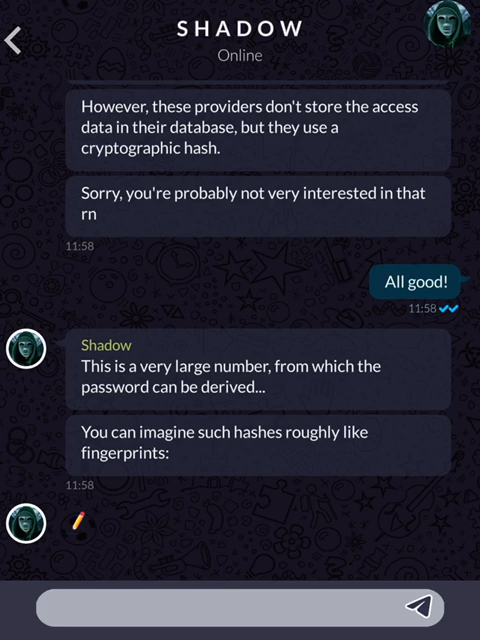 SHADOW
Online
However, these providers don't store the access
data in their database, but they use a
cryptographic hash.
Sorry, you're probably not very interested in that
rn
11:58
All good!
11:58
Shadow
This is a very large number, from which the
password can be derived...
You can imagine such hashes roughly like
fingerprints:
11:58